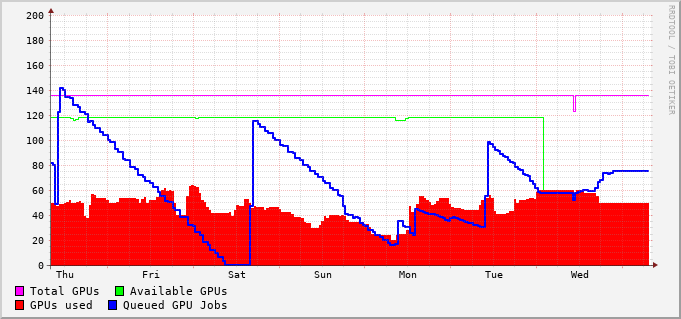 200
180
160
140
120
100
80
60
40
20
0
Thu Fri Sat Sun Mon Tue Wed
Total GPUs Available GPUs
GPUs used Queued GPU Jobs
RRDTOOL / TOBI OETIKER